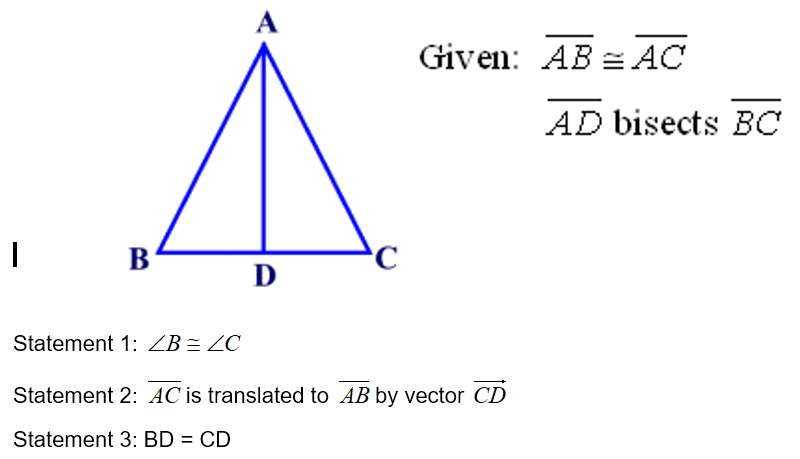 A
Given: AB ≅ AC
AD bisects BC
B
C
D
Statement 1: ∠B ≅ ∠C
Statement 2: AC is translated to AB by vector CD
Statement 3: BD = CD